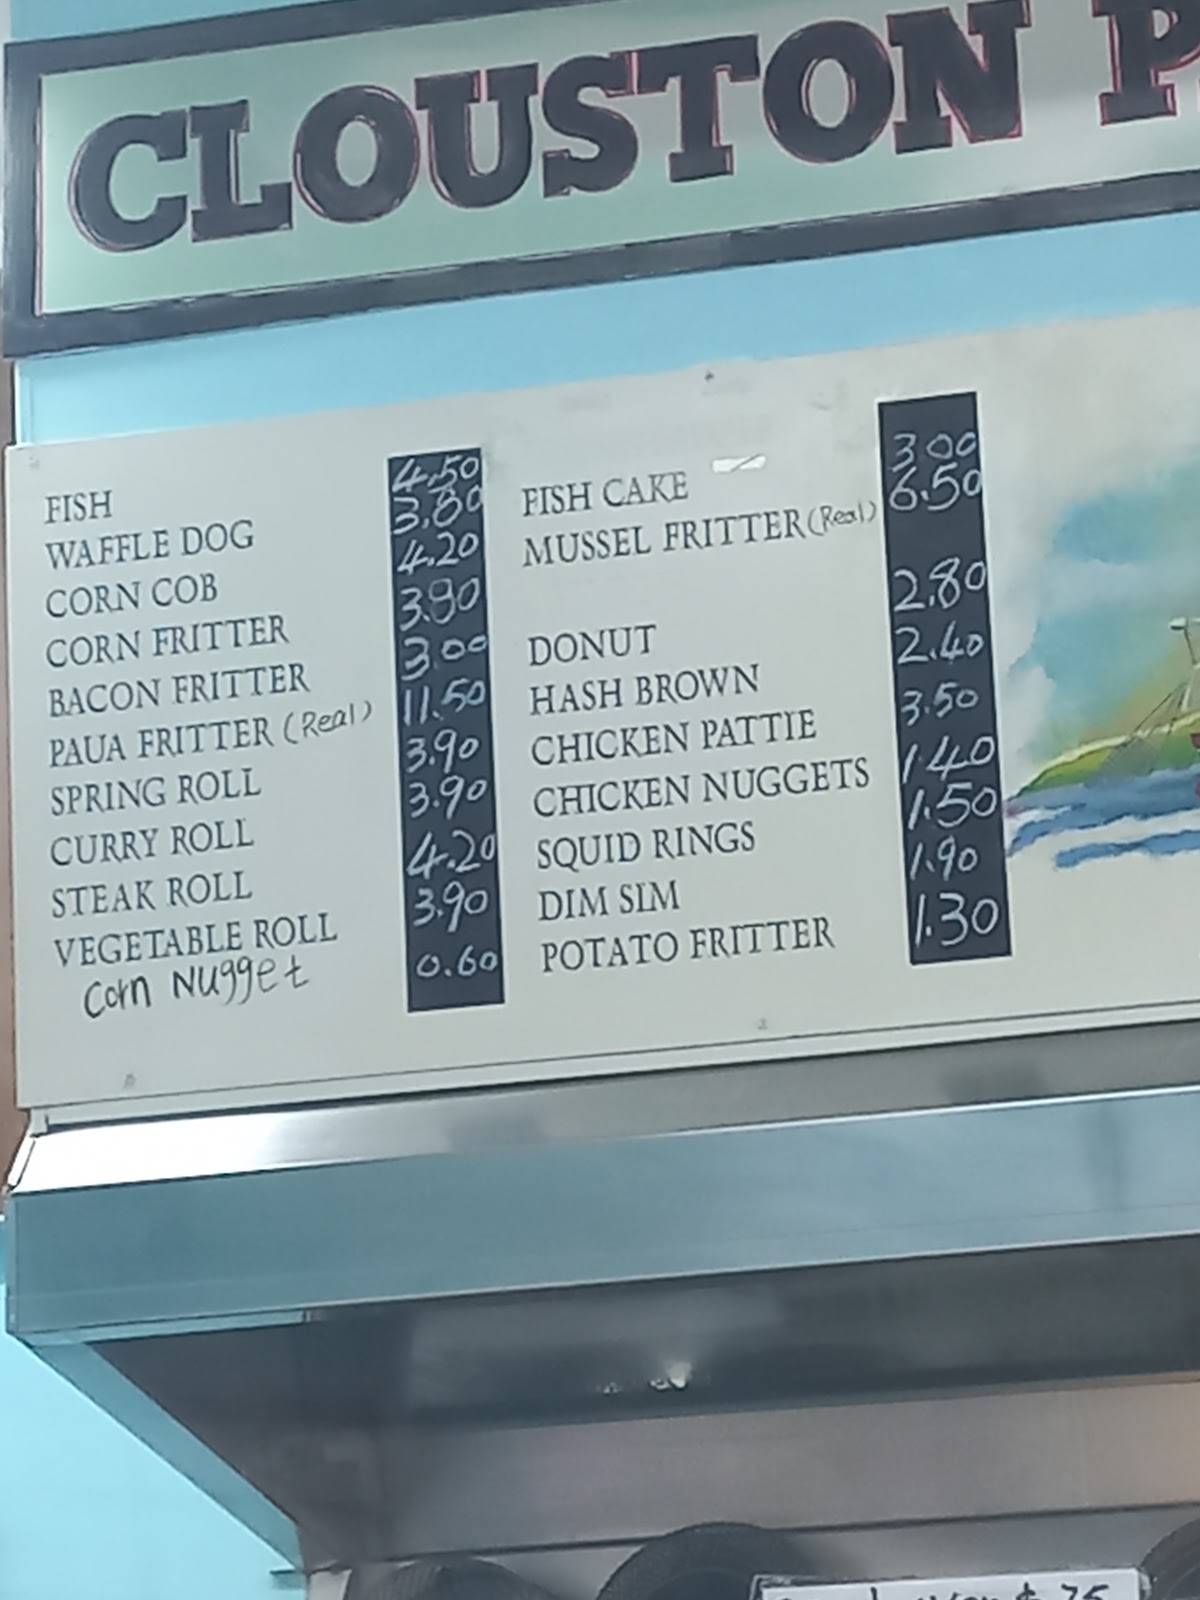 CLOUSTON P
FISH 4.50
WAFFLE DOG 3.80
CORN COB 4.20
CORN FRITTER 3.90
BACON FRITTER 3.00
PAUA FRITTER (Real) 11.50
SPRING ROLL 3.90
CURRY ROLL 3.90
STEAK ROLL 4.20
VEGETABLE ROLL 3.90
Corn Nugget 0.60
FISH CAKE 3.00
MUSSEL FRITTER (Real) 6.50
DONUT 2.80
HASH BROWN 2.40
CHICKEN PATTIE 3.50
CHICKEN NUGGETS 1.40
SQUID RINGS 1.50
DIM SIM 1.90
POTATO FRITTER 1.30